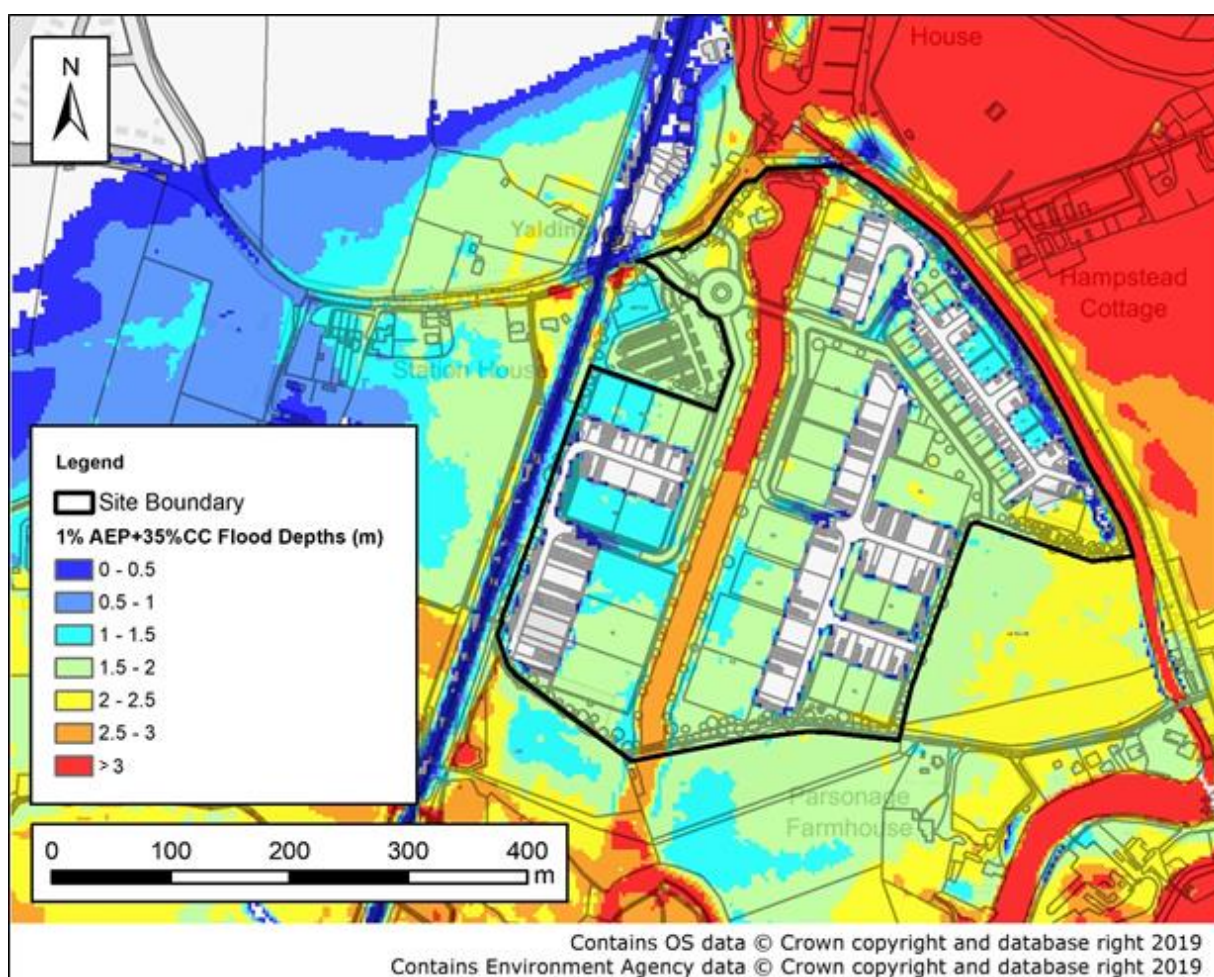 House
N
Hampstead
Cottage
Yaldin
Station House
Legend
Site Boundary
1% AEP+35%CC Flood Depths (m)
0 - 0.5
0.5 - 1
1 - 1.5
1.5 - 2
2 - 2.5
2.5 - 3
> 3
Parsonage
Farmhouse
0 100 200 300 400
m
Contains OS data © Crown copyright and database right 2019
Contains Environment Agency data © Crown copyright and database right 2019